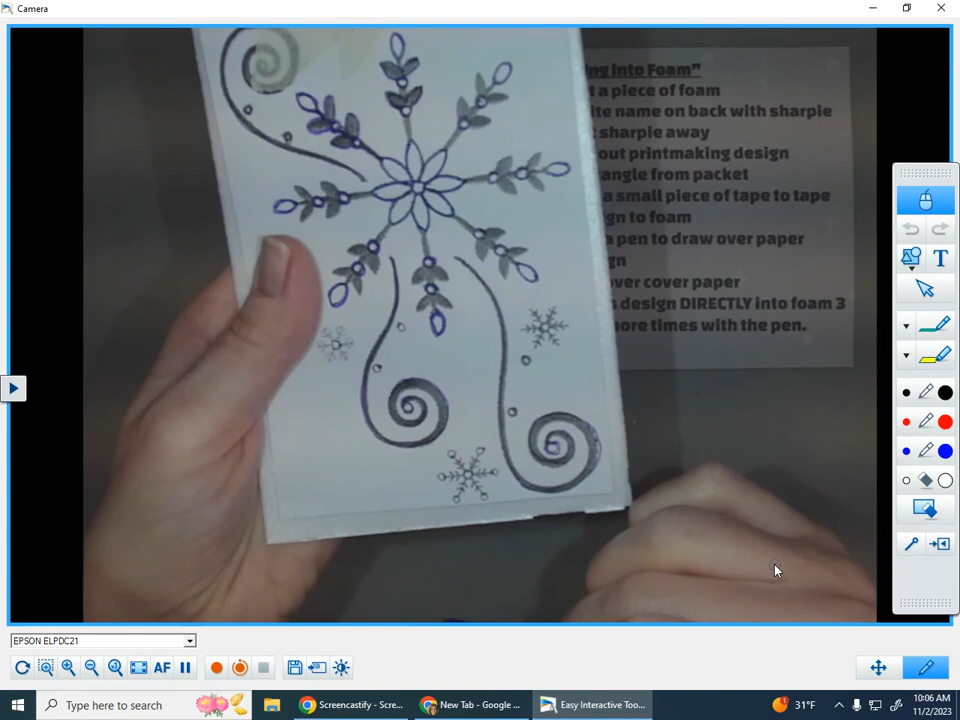 Camera
ng Into Foam"
t a piece of foam
ite name on back with sharpie
sharpie away
out printmaking design
angle from packet
a small piece of tape to tape
gn to foam
a pen to draw over paper
gn
over cover paper
design DIRECTLY into foam 3
more times with the pen.
T
EPSON ELPDC21
AF
Type here to search
Screencastify - Scre...
New Tab - Google ...
Easy Interactive Too...
31°F
10:06 AM
11/2/2023